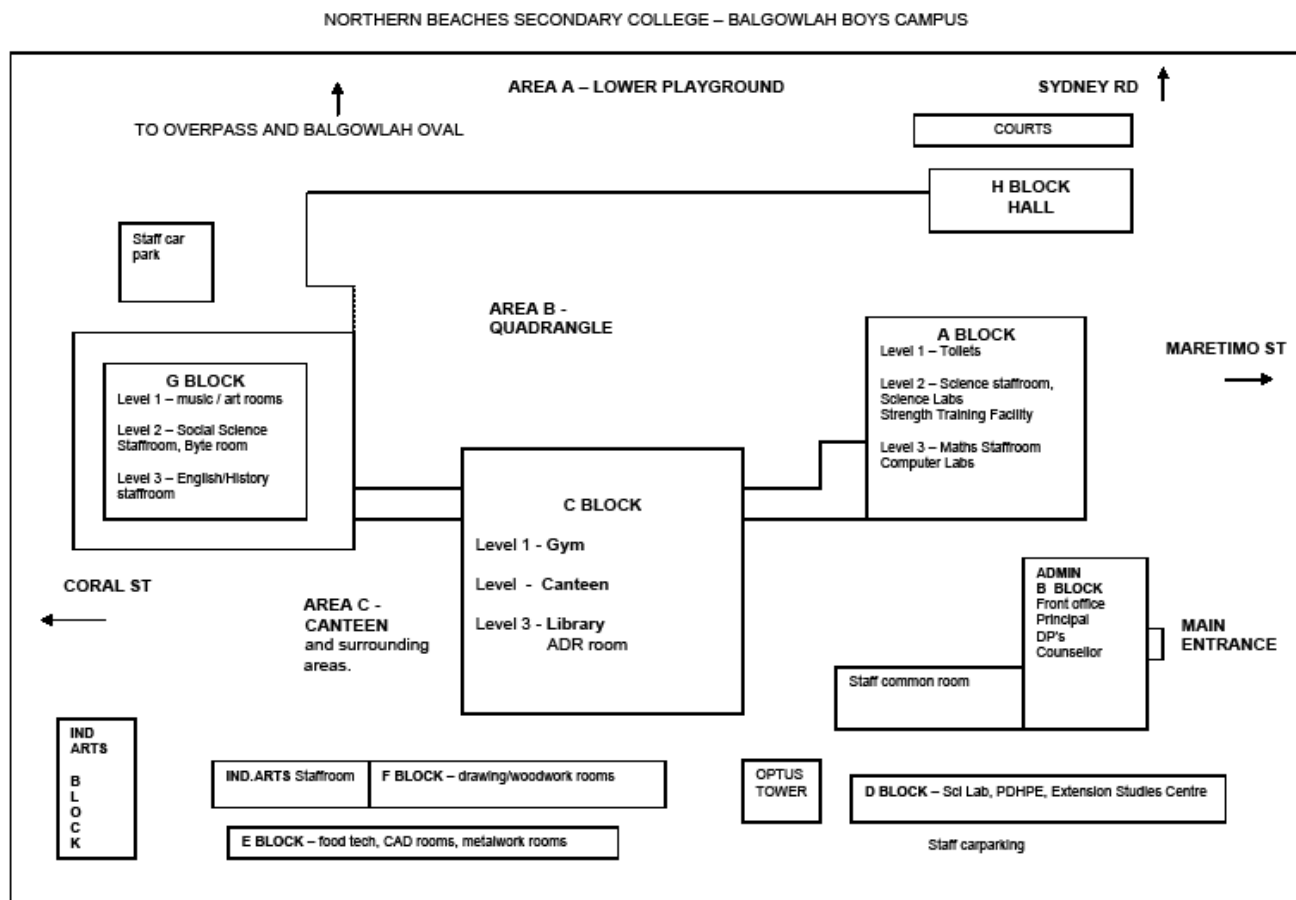 NORTHERN BEACHES SECONDARY COLLEGE – BALGOWLAH BOYS CAMPUS
AREA A – LOWER PLAYGROUND
SYDNEY RD
TO OVERPASS AND BALGOWLAH OVAL
COURTS
H BLOCK
HALL
Staff car
park
AREA B -
QUADRANGLE
A BLOCK
Level 1 – Toilets
Level 2 – Science staffroom,
Science Labs
Strength Training Facility
Level 3 – Maths Staffroom
Computer Labs
MARETIMO ST
G BLOCK
Level 1 – music / art rooms
Level 2 – Social Science
Staffroom, Byte room
Level 3 – English/History
staffroom
C BLOCK
Level 1 - Gym
Level - Canteen
Level 3 - Library
ADR room
CORAL ST
AREA C -
CANTEEN
and surrounding
areas.
ADMIN
B BLOCK
Front office
Principal
DP's
Counsellor
MAIN
ENTRANCE
Staff common room
IND
ARTS
B
L
O
C
K
IND.ARTS Staffroom
F BLOCK – drawing/woodwork rooms
OPTUS
TOWER
D BLOCK – Sci Lab, PDHPE, Extension Studies Centre
E BLOCK – food tech, CAD rooms, metalwork rooms
Staff carparking